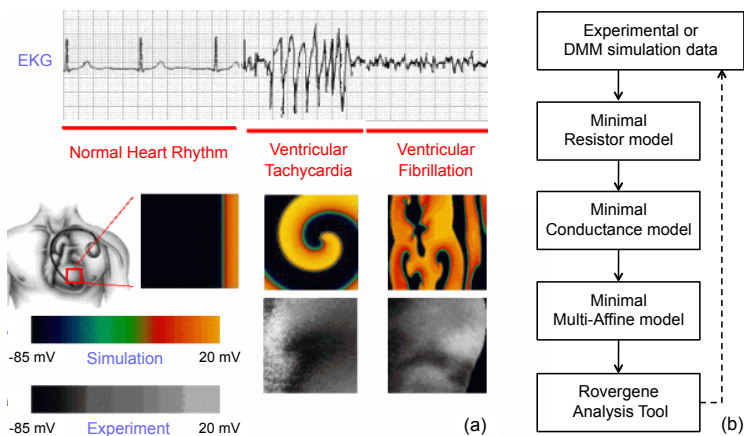 EKG
Normal Heart Rhythm
Ventricular
Tachycardia
Ventricular
Fibrillation
-85 mV
Simulation
20 mV
-85 mV
Experiment
20 mV
(a)
Experimental or
DMM simulation data
Minimal
Resistor model
Minimal
Conductance model
Minimal
Multi-Affine model
Rovergene
Analysis Tool
(b)